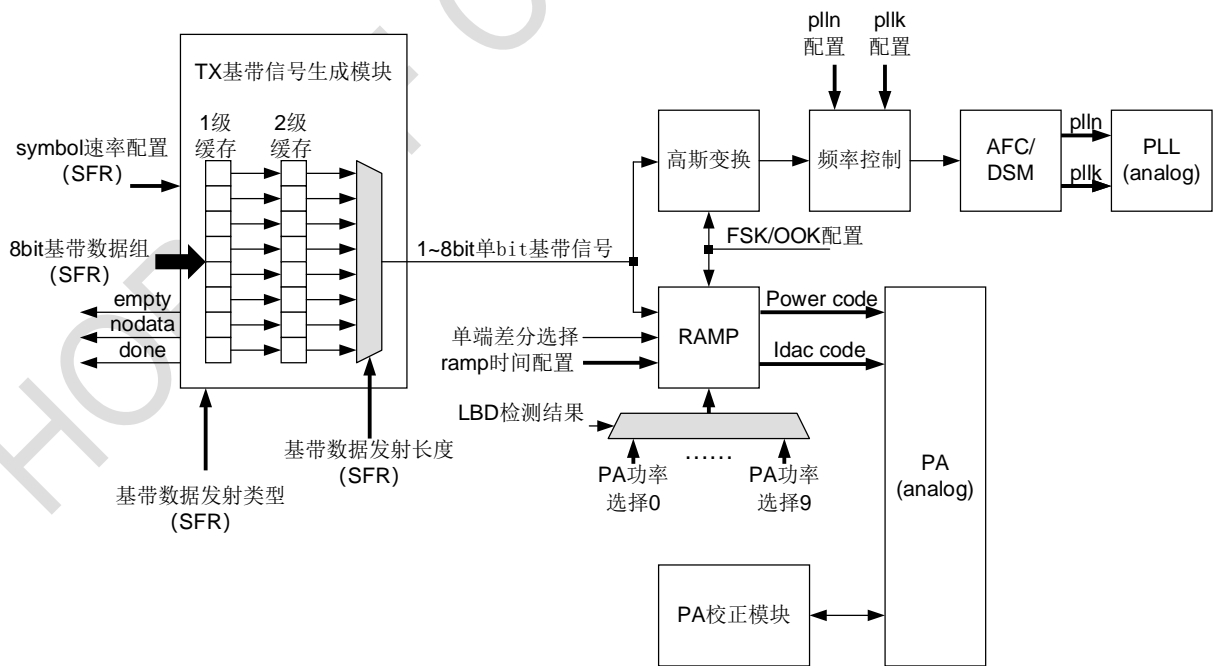 TX基带信号生成模块
1级
缓存
2级
缓存
symbol速率配置
(SFR)
8bit基带数据组
(SFR)
empty
nodata
done
基带数据发射类型
(SFR)
基带数据发射长度
(SFR)
1~8bit单bit基带信号
plln
配置
pllk
配置
高斯变换
频率控制
AFC/
DSM
plln
pllk
PLL
(analog)
FSK/OOK配置
单端差分选择
ramp时间配置
RAMP
Power code
Idac code
LBD检测结果
……
PA功率
选择0
PA功率
选择9
PA
(analog)
PA校正模块